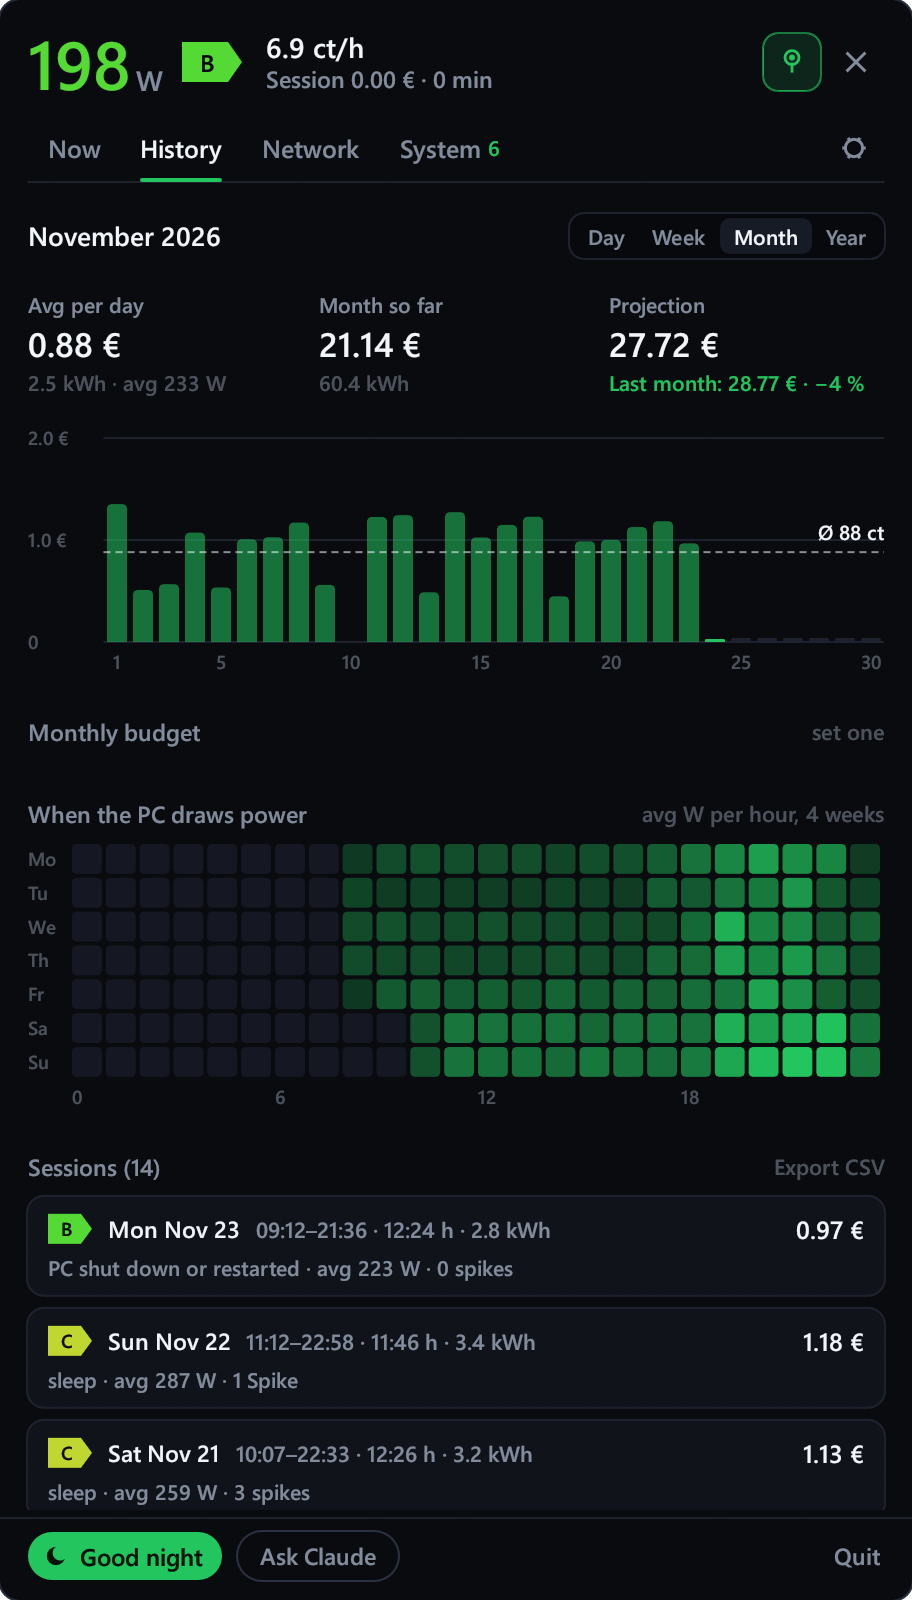 198 W B 6.9 ct/h
Session 0.00 € · 0 min
Now History Network System 6
November 2026 Day Week Month Year
Avg per day Month so far Projection
0.88 € 21.14 € 27.72 €
2.5 kWh · avg 233 W 60.4 kWh Last month: 28.77 € · −4 %
2.0 €
1.0 € Ø 88 ct
0
1 5 10 15 20 25 30
Monthly budget set one
When the PC draws power avg W per hour, 4 weeks
Mo
Tu
We
Th
Fr
Sa
Su
0 6 12 18
Sessions (14) Export CSV
B Mon Nov 23 09:12–21:36 · 12:24 h · 2.8 kWh 0.97 €
PC shut down or restarted · avg 223 W · 0 spikes
C Sun Nov 22 11:12–22:58 · 11:46 h · 3.4 kWh 1.18 €
sleep · avg 287 W · 1 Spike
C Sat Nov 21 10:07–22:33 · 12:26 h · 3.2 kWh 1.13 €
sleep · avg 259 W · 3 spikes
Good night Ask Claude Quit